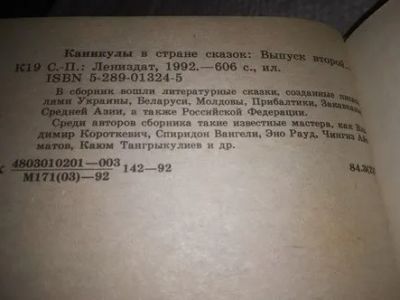 Каникулы в стране сказок: Выпуск второй.
К19 С.-П.: Лениздат, 1992.—606 с., ил.
ISBN 5-289-01324-5
В сборник вошли литературные сказки, созданные писа
лями Украины, Беларуси, Молдовы, Прибалтики, Закавка
Средней Азии, а также Российской Федерации.
Среди авторов сборника такие известные мастера, как Вла
димир Короткевич, Спиридон Вангели, Эно Рауд, Чингиз Айт
матов, Каюм Тангрыкулиев и др.
К 4803010201—003
М171(03)—92 142—92 84.3(2)